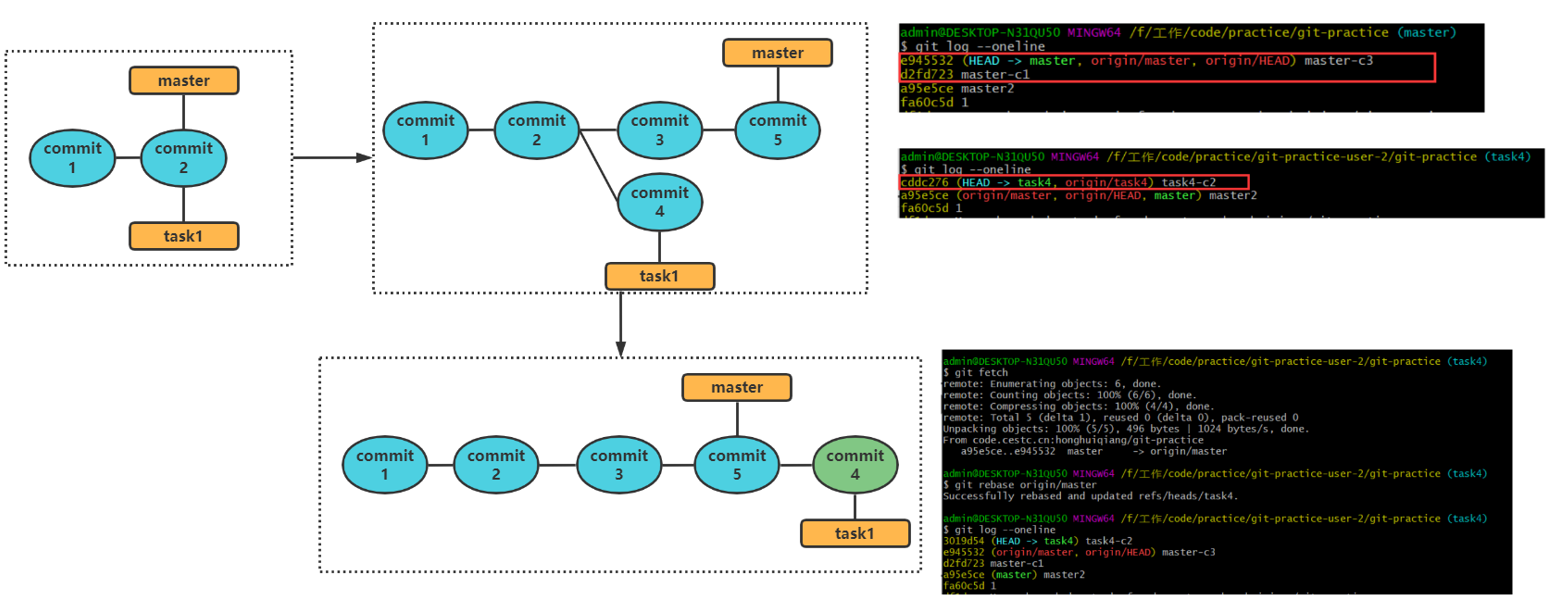 master
commit
1
commit
2
task1
master
commit
1
commit
2
commit
3
commit
5
commit
4
task1
master
commit
1
commit
2
commit
3
commit
5
commit
4
task1
admin@DESKTOP-N31QU50 MINGW64 /f/工作/code/practice/git-practice (master)
$ git log --oneline
e945532 (HEAD -> master, origin/master, origin/HEAD) master-c3
d2fd723 master-c1
a95e5ce master2
fa60c5d 1
admin@DESKTOP-N31QU50 MINGW64 /f/工作/code/practice/git-practice-user-2/git-practice (task4)
$ git log --oneline
cddc276 (HEAD -> task4, origin/task4) task4-c2
a95e5ce (origin/master, origin/HEAD, master) master2
fa60c5d 1
admin@DESKTOP-N31QU50 MINGW64 /f/工作/code/practice/git-practice-user-2/git-practice (task4)
$ git fetch
remote: Enumerating objects: 6, done.
remote: Counting objects: 100% (6/6), done.
remote: Compressing objects: 100% (4/4), done.
remote: Total 5 (delta 1), reused 0 (delta 0), pack-reused 0
Unpacking objects: 100% (5/5), 496 bytes | 1024 bytes/s, done.
From code.cestc.cn:honghuiqiang/git-practice
a95e5ce..e945532 master -> origin/master
admin@DESKTOP-N31QU50 MINGW64 /f/工作/code/practice/git-practice-user-2/git-practice (task4)
$ git rebase origin/master
Successfully rebased and updated refs/heads/task4.
admin@DESKTOP-N31QU50 MINGW64 /f/工作/code/practice/git-practice-user-2/git-practice (task4)
$ git log --oneline
3019d54 (HEAD -> task4) task4-c2
e945532 (origin/master, origin/HEAD) master-c3
d2fd723 master-c1
a95e5ce (master) master2
fa60c5d 1